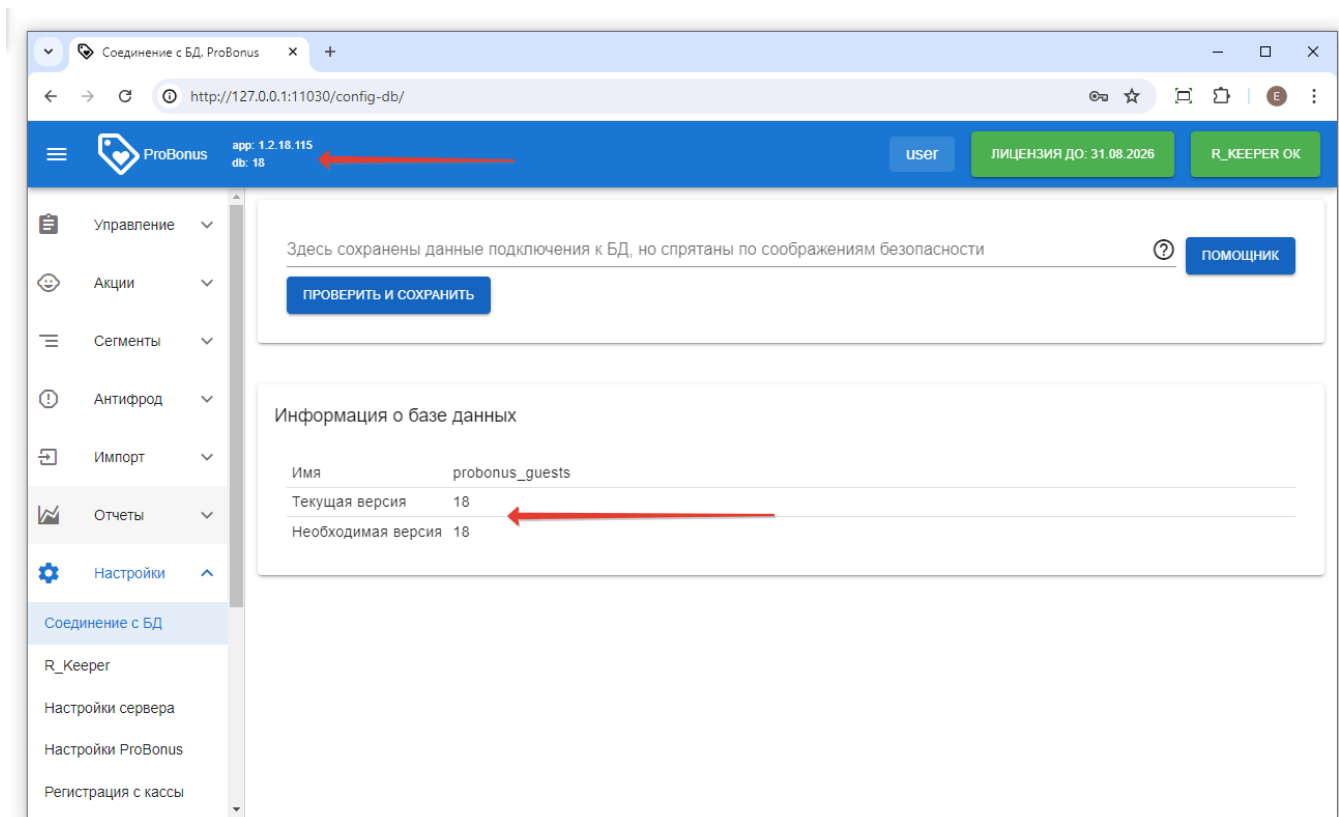 Соединение с БД. ProBonus
http://127.0.0.1:11030/config-db/
E
ProBonus
app: 1.2.18.115
db: 18
user
ЛИЦЕНЗИЯ ДО: 31.08.2026
R_KEEPER OK
Управление
Акции
Сегменты
Антифрод
Импорт
Отчеты
Настройки
Соединение с БД
R_Keeper
Настройки сервера
Настройки ProBonus
Регистрация с кассы
Здесь сохранены данные подключения к БД, но спрятаны по соображениям безопасности
ПОМОЩНИК
ПРОВЕРИТЬ И СОХРАНИТЬ
Информация о базе данных
Имя probonus_guests
Текущая версия 18
Необходимая версия 18